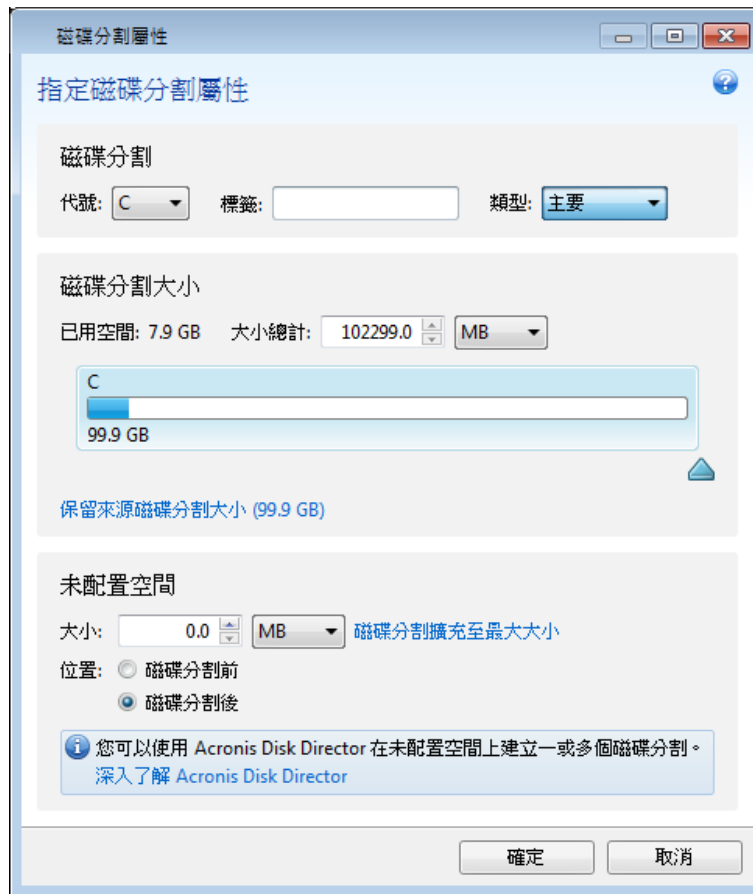 磁碟分割屬性
指定磁碟分割屬性
磁碟分割
代號: C 標籤: 類型: 主要
磁碟分割大小
已用空間: 7.9 GB 大小總計: 102299.0 MB
C
99.9 GB
保留來源磁碟分割大小 (99.9 GB)
未配置空間
大小: 0.0 MB 磁碟分割擴充至最大大小
位置: 磁碟分割前
磁碟分割後
您可以使用 Acronis Disk Director 在未配置空間上建立一或多個磁碟分割。
深入了解 Acronis Disk Director
確定 取消